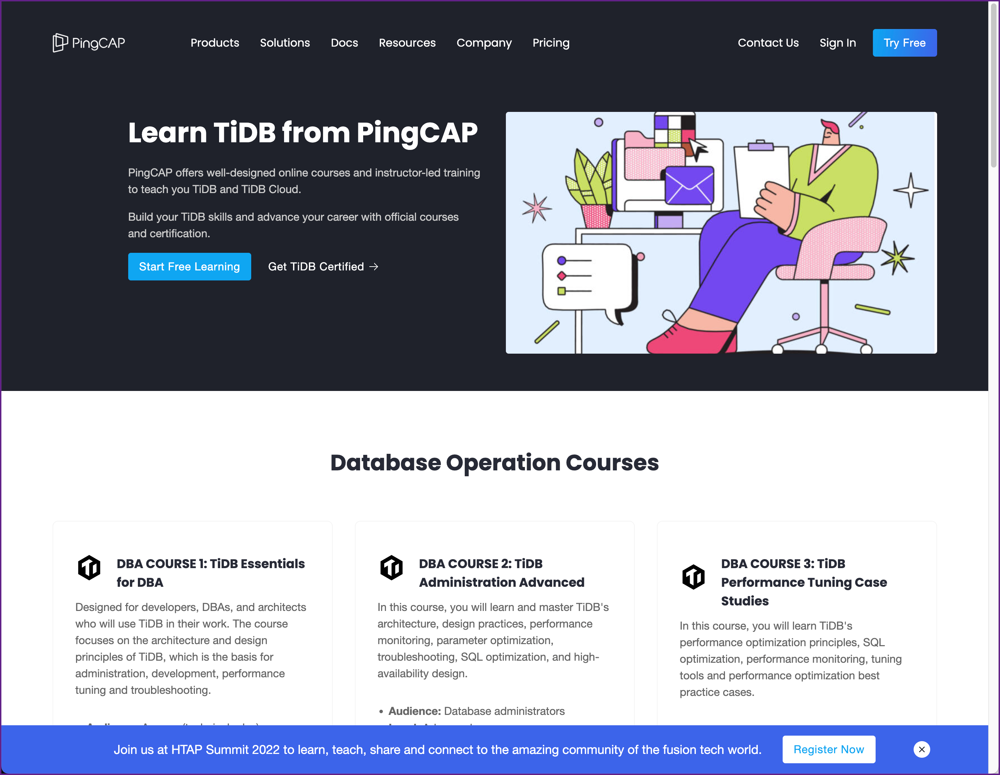 PingCAP
Products Solutions Docs Resources Company Pricing
Contact Us Sign In Try Free
Learn TiDB from PingCAP
PingCAP offers well-designed online courses and instructor-led training
to teach you TiDB and TiDB Cloud.
Build your TiDB skills and advance your career with official courses
and certification.
Start Free Learning
Get TiDB Certified →
Database Operation Courses
DBA COURSE 1: TiDB Essentials
for DBA
Designed for developers, DBAs, and architects
who will use TiDB in their work. The course
focuses on the architecture and design
principles of TiDB, which is the basis for
administration, development, performance
tuning and troubleshooting.
DBA COURSE 2: TiDB
Administration Advanced
In this course, you will learn and master TiDB's
architecture, design practices, performance
monitoring, parameter optimization,
troubleshooting, SQL optimization, and high-
availability design.
• Audience: Database administrators
DBA COURSE 3: TiDB
Performance Tuning Case
Studies
In this course, you will learn TiDB's
performance optimization principles, SQL
optimization, performance monitoring, tuning
tools and performance optimization best
practice cases.
Join us at HTAP Summit 2022 to learn, teach, share and connect to the amazing community of the fusion tech world.
Register Now